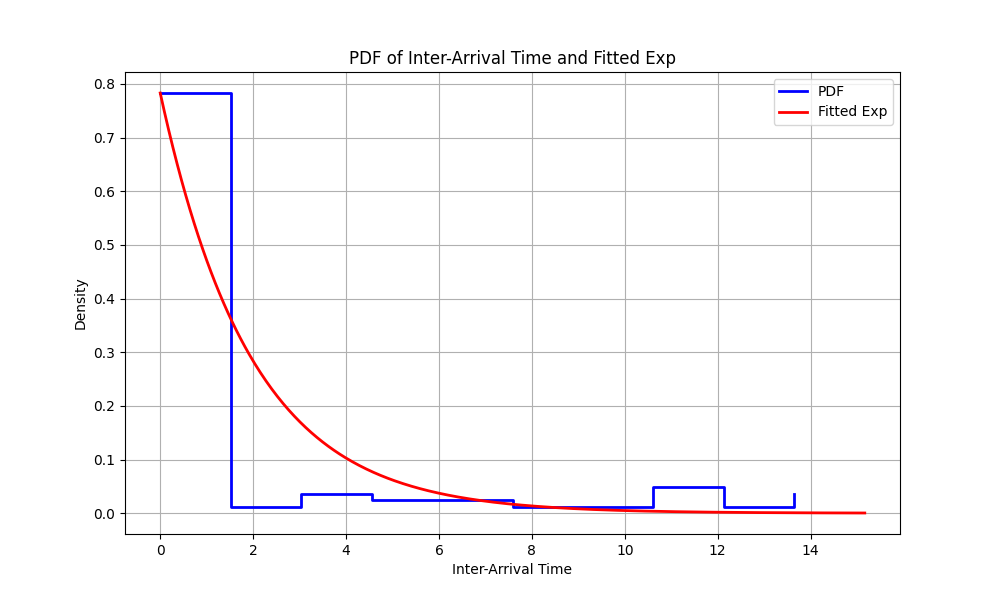 PDF of Inter-Arrival Time and Fitted Exp
PDF
Fitted Exp
Density
0.8
0.7
0.6
0.5
0.4
0.3
0.2
0.1
0.0
0 2 4 6 8 10 12 14
Inter-Arrival Time